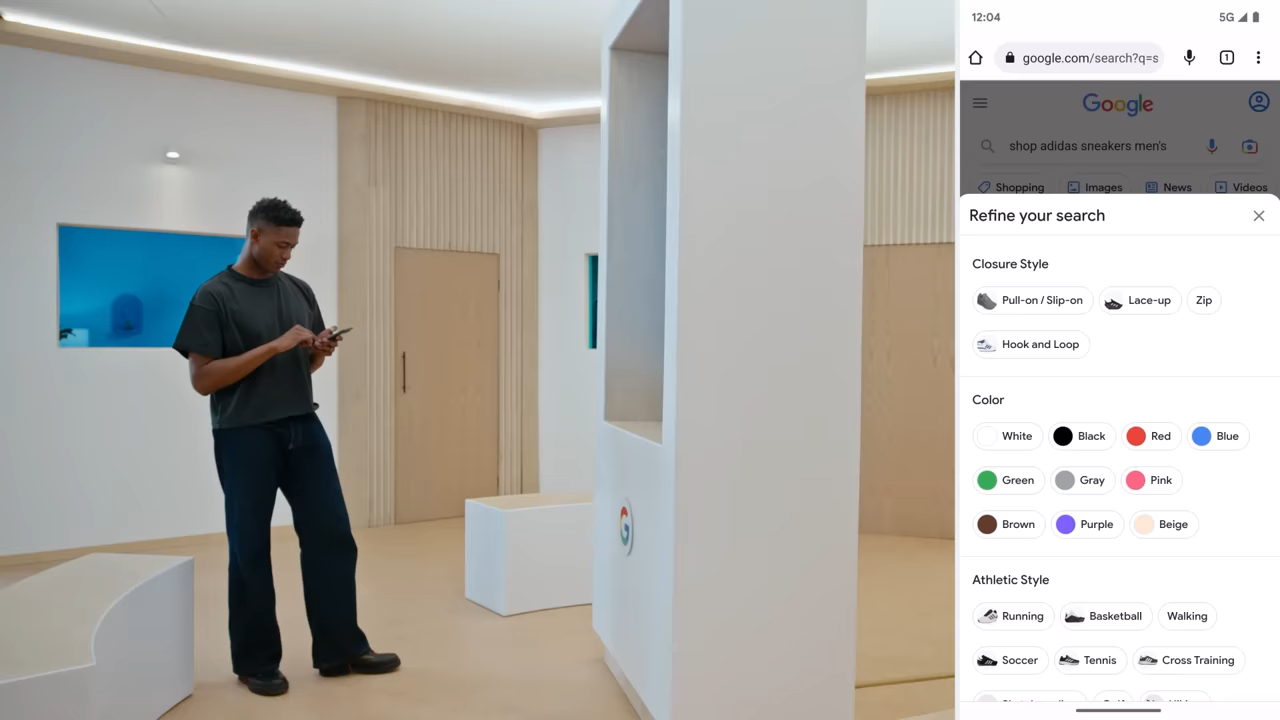 12:04
5G
google.com/search?q=s
1
Google
shop adidas sneakers men's
Shopping Images News Videos
Refine your search
Closure Style
Pull-on / Slip-on Lace-up Zip
Hook and Loop
Color
White Black Red Blue
Green Gray Pink
Brown Purple Beige
Athletic Style
Running Basketball Walking
Soccer Tennis Cross Training
G